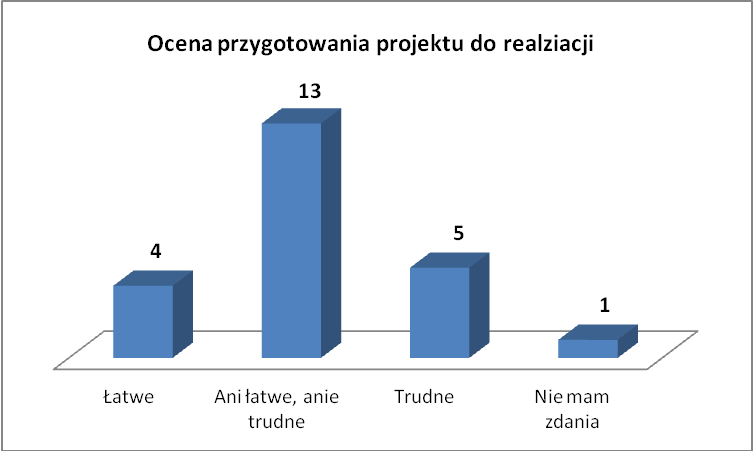 Ocena przygotowania projektu do realziacji
13
4
5
1
Łatwe
Ani łatwe, anie
trudne
Trudne
Nie mam
zdania